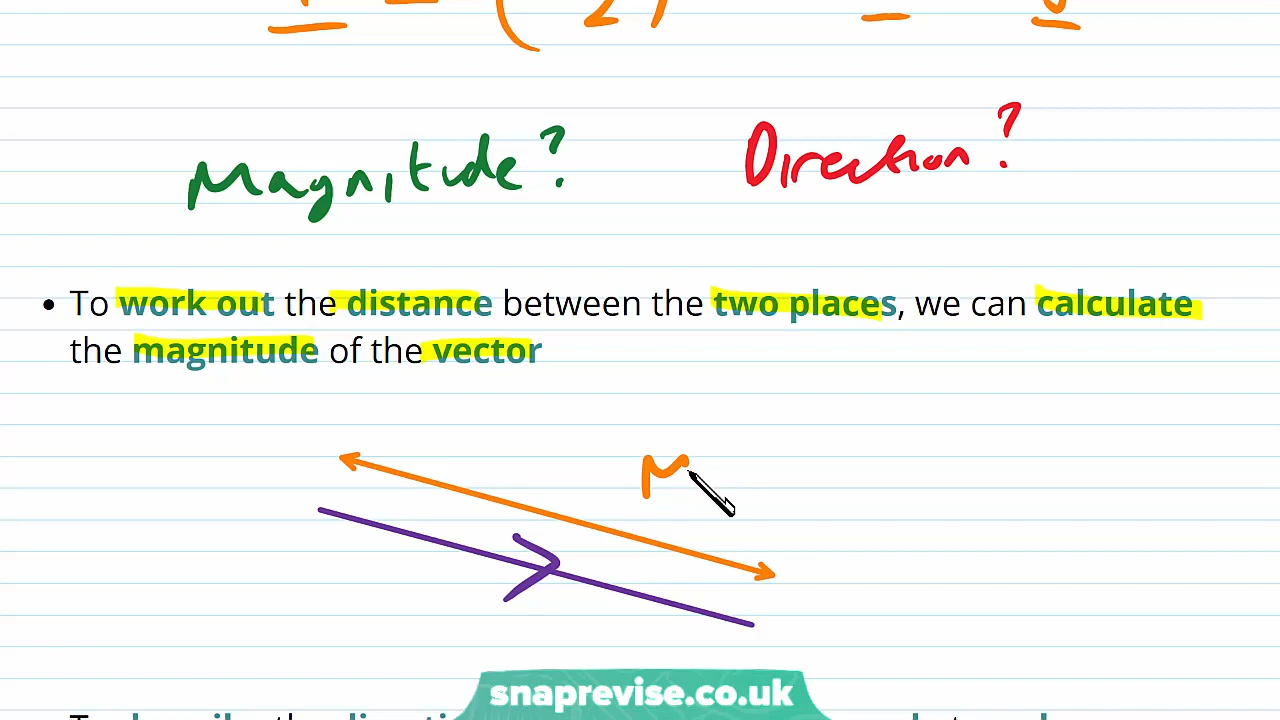 2
Magnitude? Direction?
• To work out the distance between the two places, we can calculate
the magnitude of the vector
M
snaprevise.co.uk